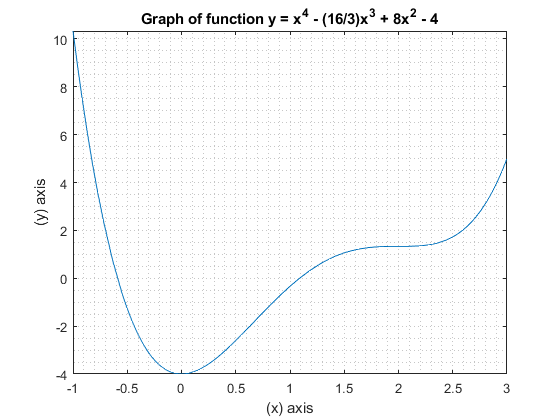 Graph of function y = x⁴ - (16/3)x³ + 8x² - 4
10
8
6
4
2
0
-2
-4
(y) axis
-1 -0.5 0 0.5 1 1.5 2 2.5 3
(x) axis